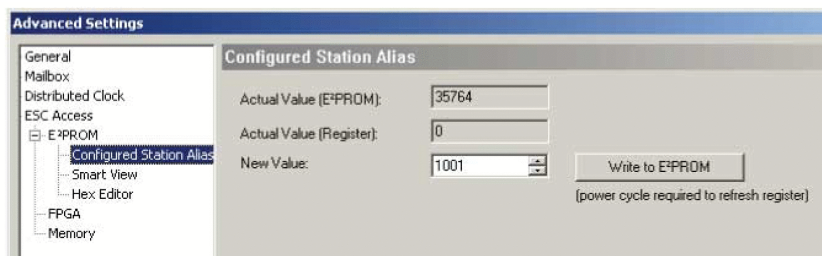 Advanced Settings
General
Mailbox
Distributed Clock
ESC Access
E²PROM
Configured Station Alias
Smart View
Hex Editor
FPGA
Memory
Configured Station Alias
Actual Value (E²PROM): 35764
Actual Value (Register): 0
New Value: 1001 Write to E²PROM
(power cycle required to refresh register)